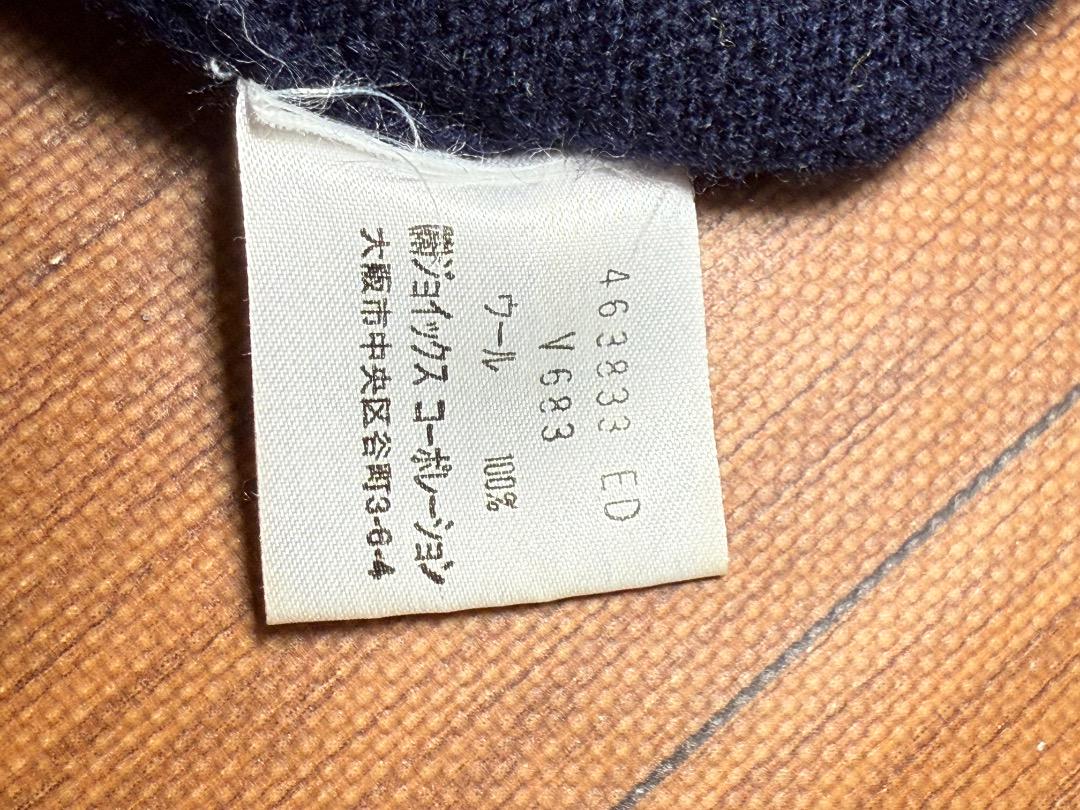 463833 ED
V683
ウール 100%
㈱ジョイックス コーポレーション
大阪市中央区谷町3-6-4